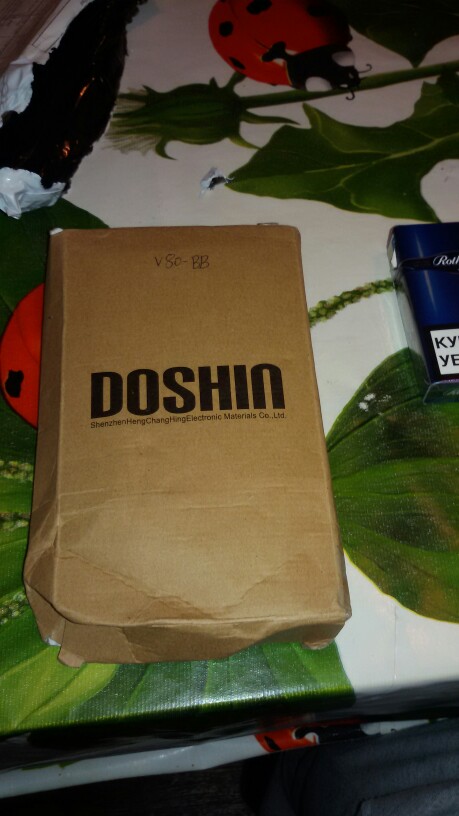 V80-BB
DOSHIN
ShenzhenHengChangHingElectronic Materials Co.,Ltd.
Roth
КУ
УБ